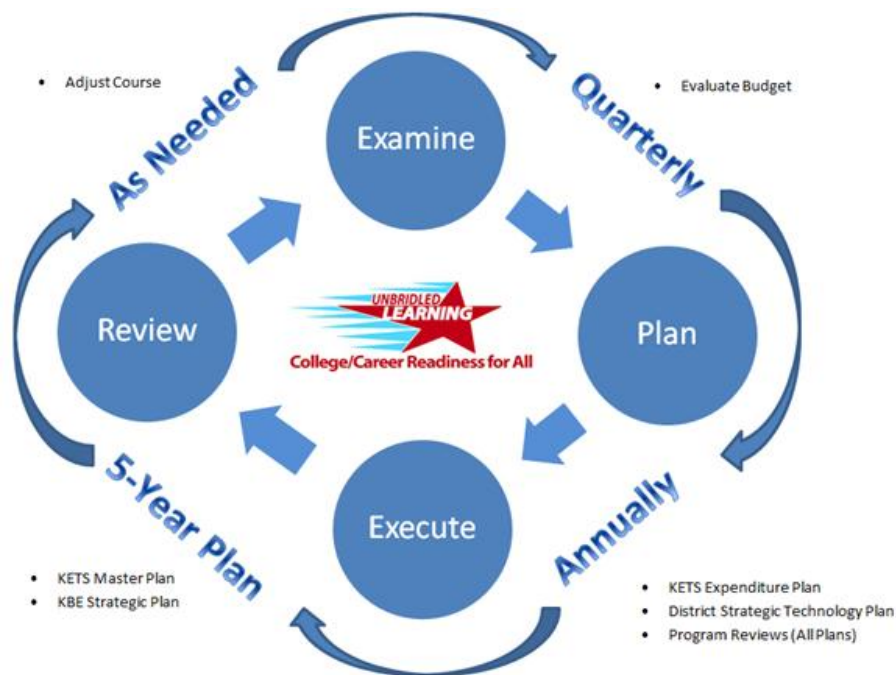 • Adjust Course
As Needed
Examine
Quarterly
• Evaluate Budget
Review
UNBRIDLED
LEARNING
College/Career Readiness for All
Plan
5-Year Plan
Execute
Annually
• KETS Master Plan
• KBE Strategic Plan
• KETS Expenditure Plan
• District Strategic Technology Plan
• Program Reviews (All Plans)